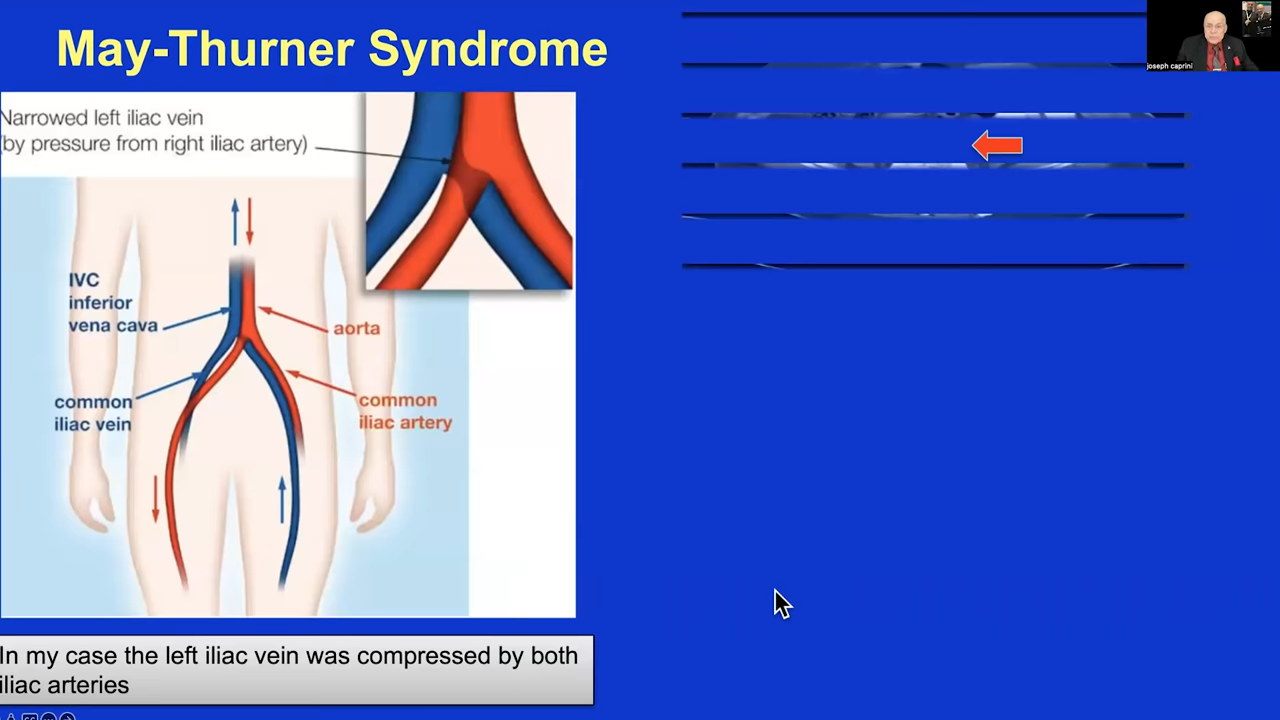 May-Thurner Syndrome
joseph caprini
Narrowed left iliac vein
(by pressure from right iliac artery)
IVC
inferior
vena cava
aorta
common
iliac vein
common
iliac artery
In my case the left iliac vein was compressed by both
iliac arteries